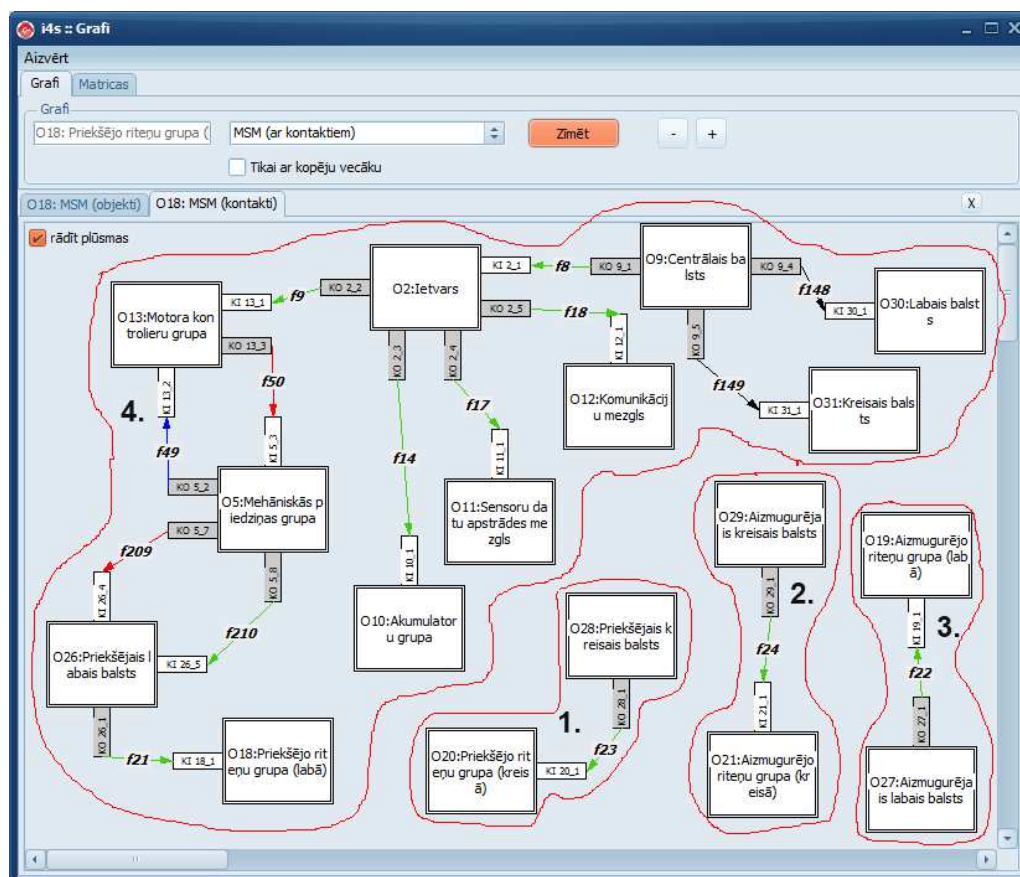 i4s :: Grafi
Aizvērt
Grafi
Matricas
Grafi
O18: Priekšējo riteņu grupa (
MSM (ar kontaktiem)
Zīmēt
-
+
Tikai ar kopēju vecāku
O18: MSM (objekti)
O18: MSM (kontakti)
X
rādīt plūsmas
O13:Motora kon
trolieru grupa
KI 13_1
f9
KO 2_2
O2:Ietvars
KI 2_1
f8
KO 9_1
O9:Centrālais ba
lsts
KO 9_4
f148
KI 30_1
O30:Labais balst
s
KO 13_3
KI 13_2
4.
f50
KO 2_3
KO 2_4
KO 2_5
f18
KI 12_1
KO 9_5
f149
KI 31_1
O31:Kreisais bals
ts
O12:Komunikācij
u mezgls
f17
KI 11_1
f14
f49
KI 5_3
KO 5_2
O5:Mehāniskās p
iedziņas grupa
KO 5_7
f209
KO 5_8
O11:Sensoru da
tu apstrādes me
zgls
KI 10_1
O10:Akumulator
u grupa
KI 26_4
f210
O26:Priekšējais l
abais balsts
KI 26_5
KO 26_1
f21
KI 18_1
O18:Priekšējo rit
eņu grupa (labā)
O28:Priekšējais k
reisais balsts
1.
KO 28_1
f23
O20:Priekšējo rit
eņu grupa (kreis
ā)
KI 20_1
O29:Aizmugurēja
is kreisais balsts
KO 29_1
2.
f24
KI 21_1
O21:Aizmugurējo
riteņu grupa (kr
eisā)
O19:Aizmugurējo
riteņu grupa (lab
ā)
KI 19_1
3.
f22
KO 27_1
O27:Aizmugurēja
is labais balsts